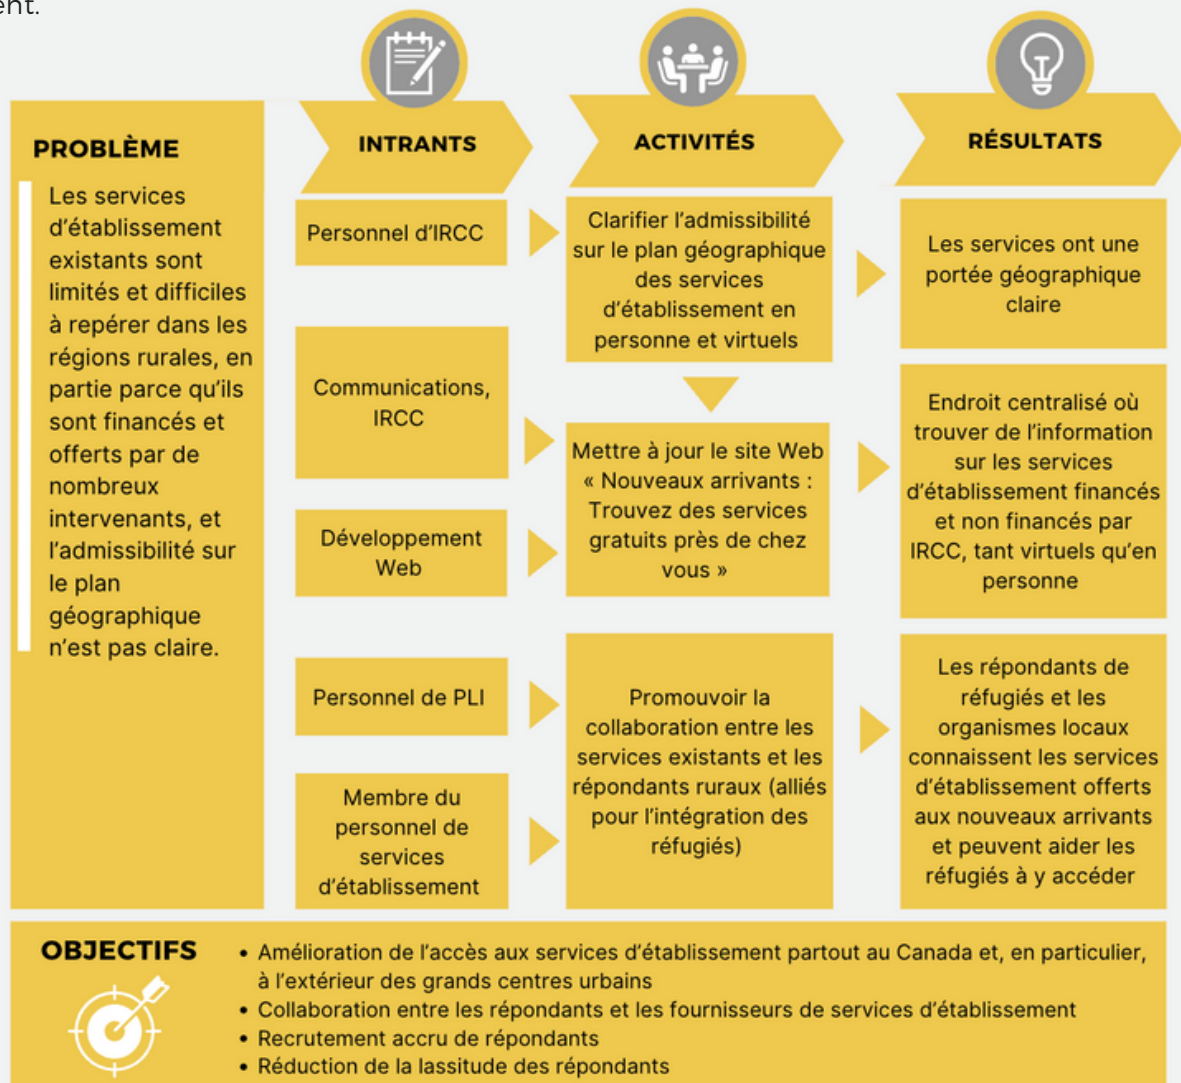 ent.
PROBLÈME
Les services
d'établissement
existants sont
limités et difficiles
à repérer dans les
régions rurales, en
partie parce qu'ils
sont financés et
offerts par de
nombreux
intervenants, et
l'admissibilité sur
le plan
géographique
n'est pas claire.
INTRANTS
Personnel d'IRCC
Communications,
IRCC
Développement
Web
Personnel de PLI
Membre du
personnel de
services
d'établissement
ACTIVITÉS
Clarifier l'admissibilité
sur le plan géographique
des services
d'établissement en
personne et virtuels
Mettre à jour le site Web
« Nouveaux arrivants :
Trouvez des services
gratuits près de chez
vous »
Promouvoir la
collaboration entre les
services existants et les
répondants ruraux (alliés
pour l'intégration des
réfugiés)
RÉSULTATS
Les services ont une
portée géographique
claire
Endroit centralisé où
trouver de l'information
sur les services
d'établissement financés
et non financés par
IRCC, tant virtuels qu'en
personne
Les répondants de
réfugiés et les
organismes locaux
connaissent les services
d'établissement offerts
aux nouveaux arrivants
et peuvent aider les
réfugiés à y accéder
OBJECTIFS
• Amélioration de l'accès aux services d'établissement partout au Canada et, en particulier,
à l'extérieur des grands centres urbains
• Collaboration entre les répondants et les fournisseurs de services d'établissement
• Recrutement accru de répondants
• Réduction de la lassitude des répondants